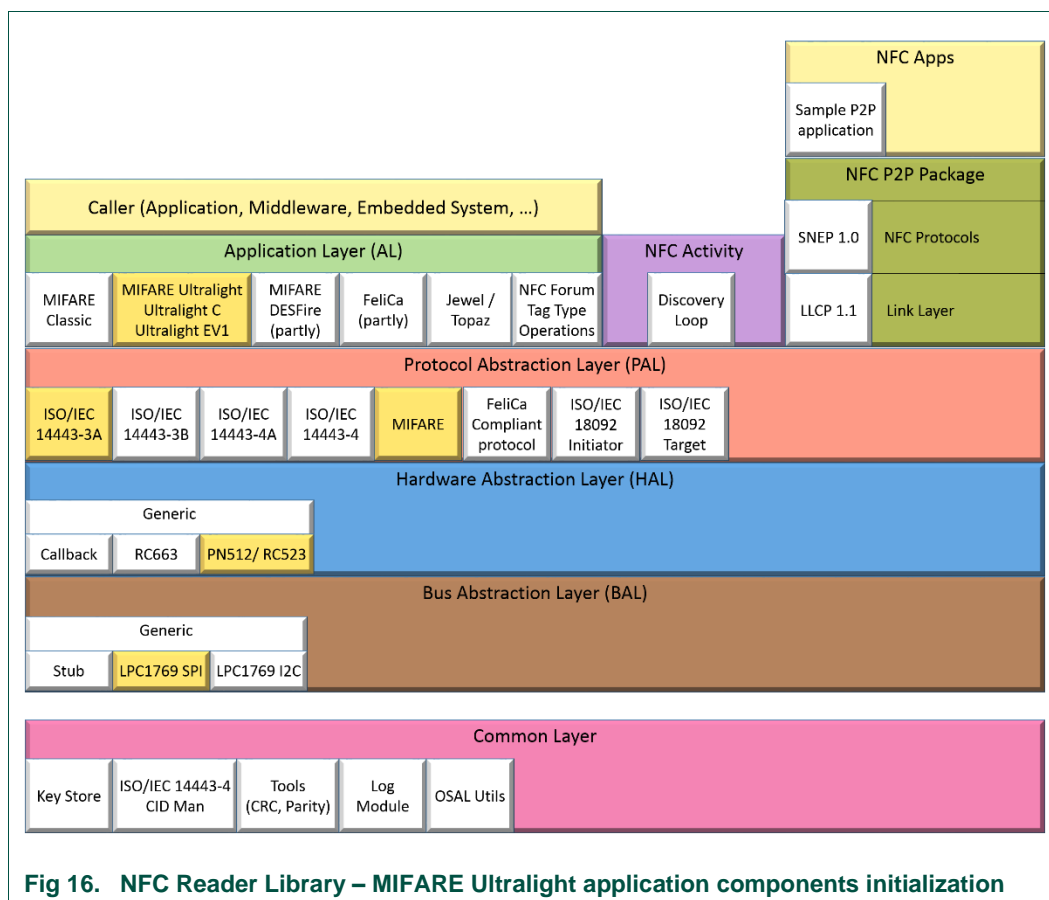 NFC Apps
Sample P2P
application
NFC P2P Package
SNEP 1.0
NFC Protocols
LLCP 1.1
Link Layer
Caller (Application, Middleware, Embedded System, …)
Application Layer (AL)
NFC Activity
MIFARE
Classic
MIFARE Ultralight
Ultralight C
Ultralight EV1
MIFARE
DESFire
(partly)
FeliCa
(partly)
Jewel /
Topaz
NFC Forum
Tag Type
Operations
Discovery
Loop
Protocol Abstraction Layer (PAL)
ISO/IEC
14443-3A
ISO/IEC
14443-3B
ISO/IEC
14443-4A
ISO/IEC
14443-4
MIFARE
FeliCa
Compliant
protocol
ISO/IEC
18092
Initiator
ISO/IEC
18092
Target
Hardware Abstraction Layer (HAL)
Generic
Callback
RC663
PN512/ RC523
Bus Abstraction Layer (BAL)
Generic
Stub
LPC1769 SPI
LPC1769 I2C
Common Layer
Key Store
ISO/IEC 14443-4
CID Man
Tools
(CRC, Parity)
Log
Module
OSAL Utils
Fig 16. NFC Reader Library – MIFARE Ultralight application components initialization